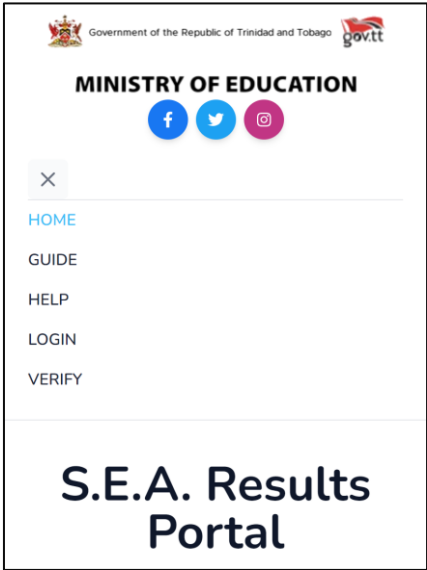 Government of the Republic of Trinidad and Tobago
gov.tt
MINISTRY OF EDUCATION
HOME
GUIDE
HELP
LOGIN
VERIFY
S.E.A. Results
Portal